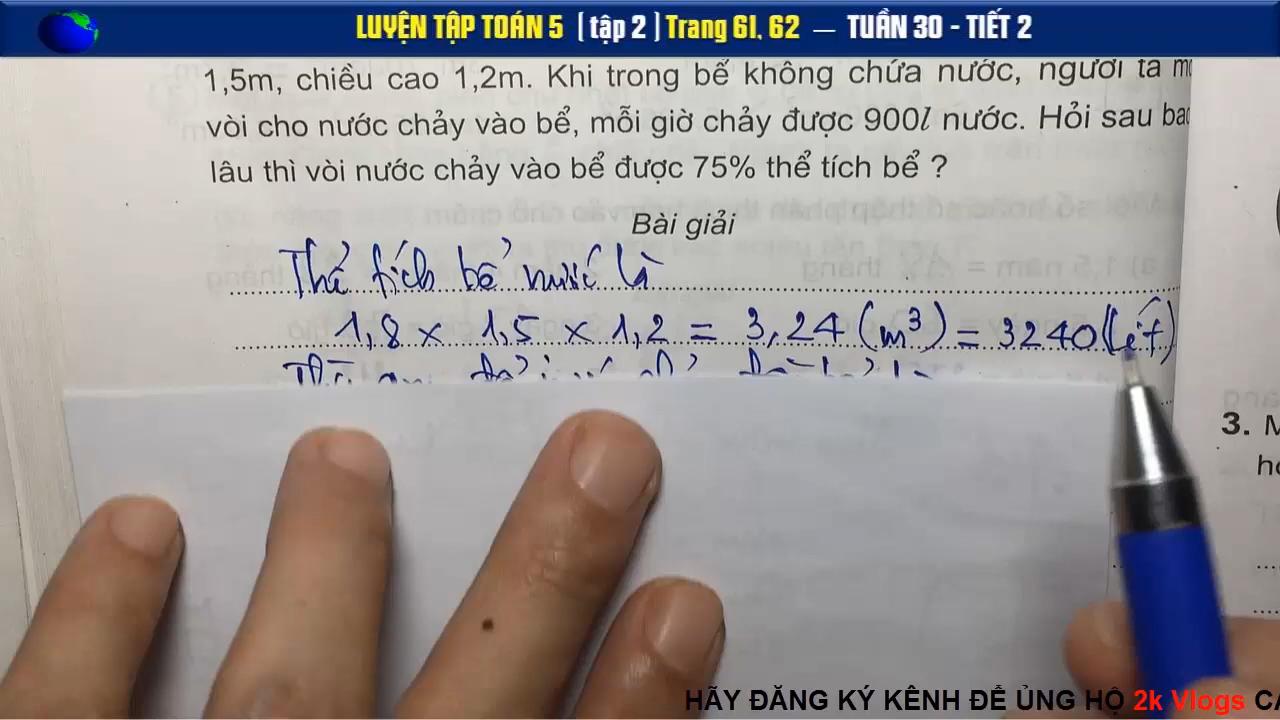 LUYỆN TẬP TOÁN 5 ( tập 2 ) Trang 61, 62 — TUẦN 30 - TIẾT 2
1,5m, chiều cao 1,2m. Khi trong bể không chứa nước, người ta
vòi cho nước chảy vào bể, mỗi giờ chảy được 900l nước. Hỏi sau
lâu thì vòi nước chảy vào bể được 75% thể tích bể ?
Bài giải
Thể tích bể nước là
1,8 x 1,5 x 1,2 = 3,24 (m³) = 3240 (lít)
3.
HÃY ĐĂNG KÝ KÊNH ĐỂ ỦNG HỘ 2k Vlogs